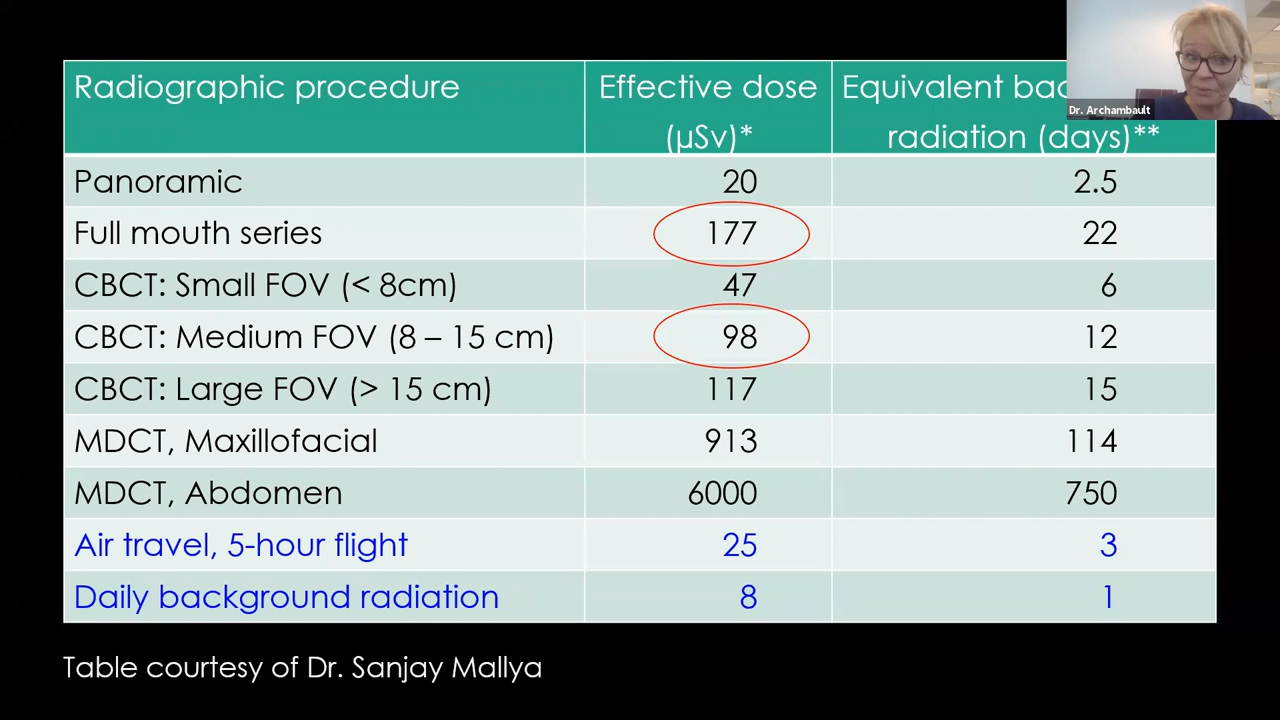 Radiographic procedure
Effective dose
(µSv)*
Equivalent
radiation (days)**
Dr. Archambault
Panoramic 20 2.5
Full mouth series 177 22
CBCT: Small FOV (< 8cm) 47 6
CBCT: Medium FOV (8 – 15 cm) 98 12
CBCT: Large FOV (> 15 cm) 117 15
MDCT, Maxillofacial 913 114
MDCT, Abdomen 6000 750
Air travel, 5-hour flight 25 3
Daily background radiation 8 1
Table courtesy of Dr. Sanjay Mallya